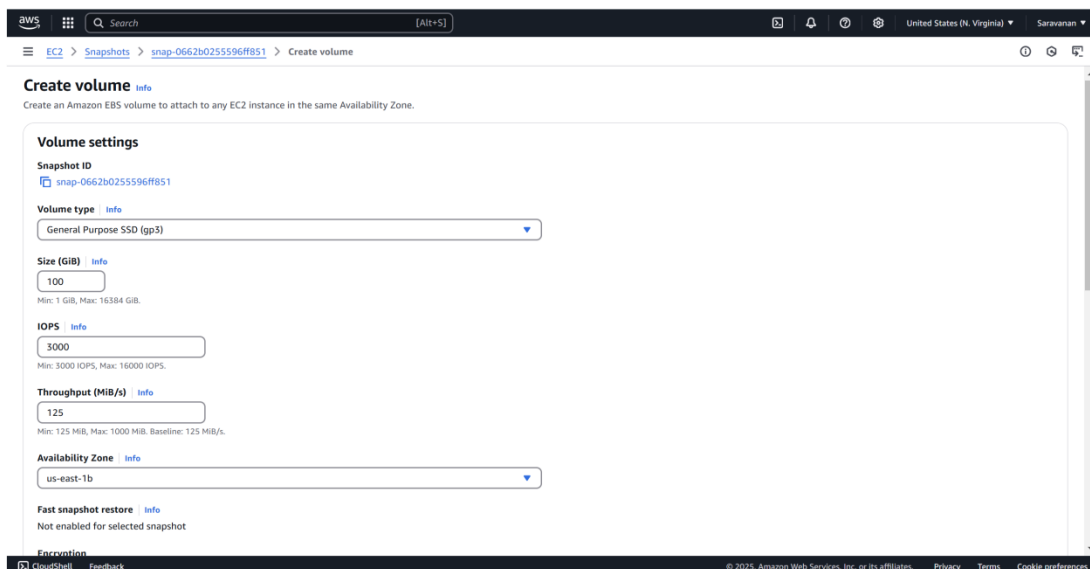 aws Search [Alt+S] United States (N. Virginia) ▼ Saravanan ▼
EC2 > Snapshots > snap-0662b0255596ff851 > Create volume
Create volume Info
Create an Amazon EBS volume to attach to any EC2 instance in the same Availability Zone.
Volume settings
Snapshot ID
snap-0662b0255596ff851
Volume type | Info
General Purpose SSD (gp3)
Size (GiB) | Info
100
Min: 1 GiB, Max: 16384 GiB.
IOPS | Info
3000
Min: 3000 IOPS, Max: 16000 IOPS.
Throughput (MiB/s) | Info
125
Min: 125 MiB, Max: 1000 MiB. Baseline: 125 MiB/s.
Availability Zone | Info
us-east-1b
Fast snapshot restore | Info
Not enabled for selected snapshot
Encryption
CloudShell Feedback © 2025, Amazon Web Services, Inc. or its affiliates. Privacy Terms Cookie preferences